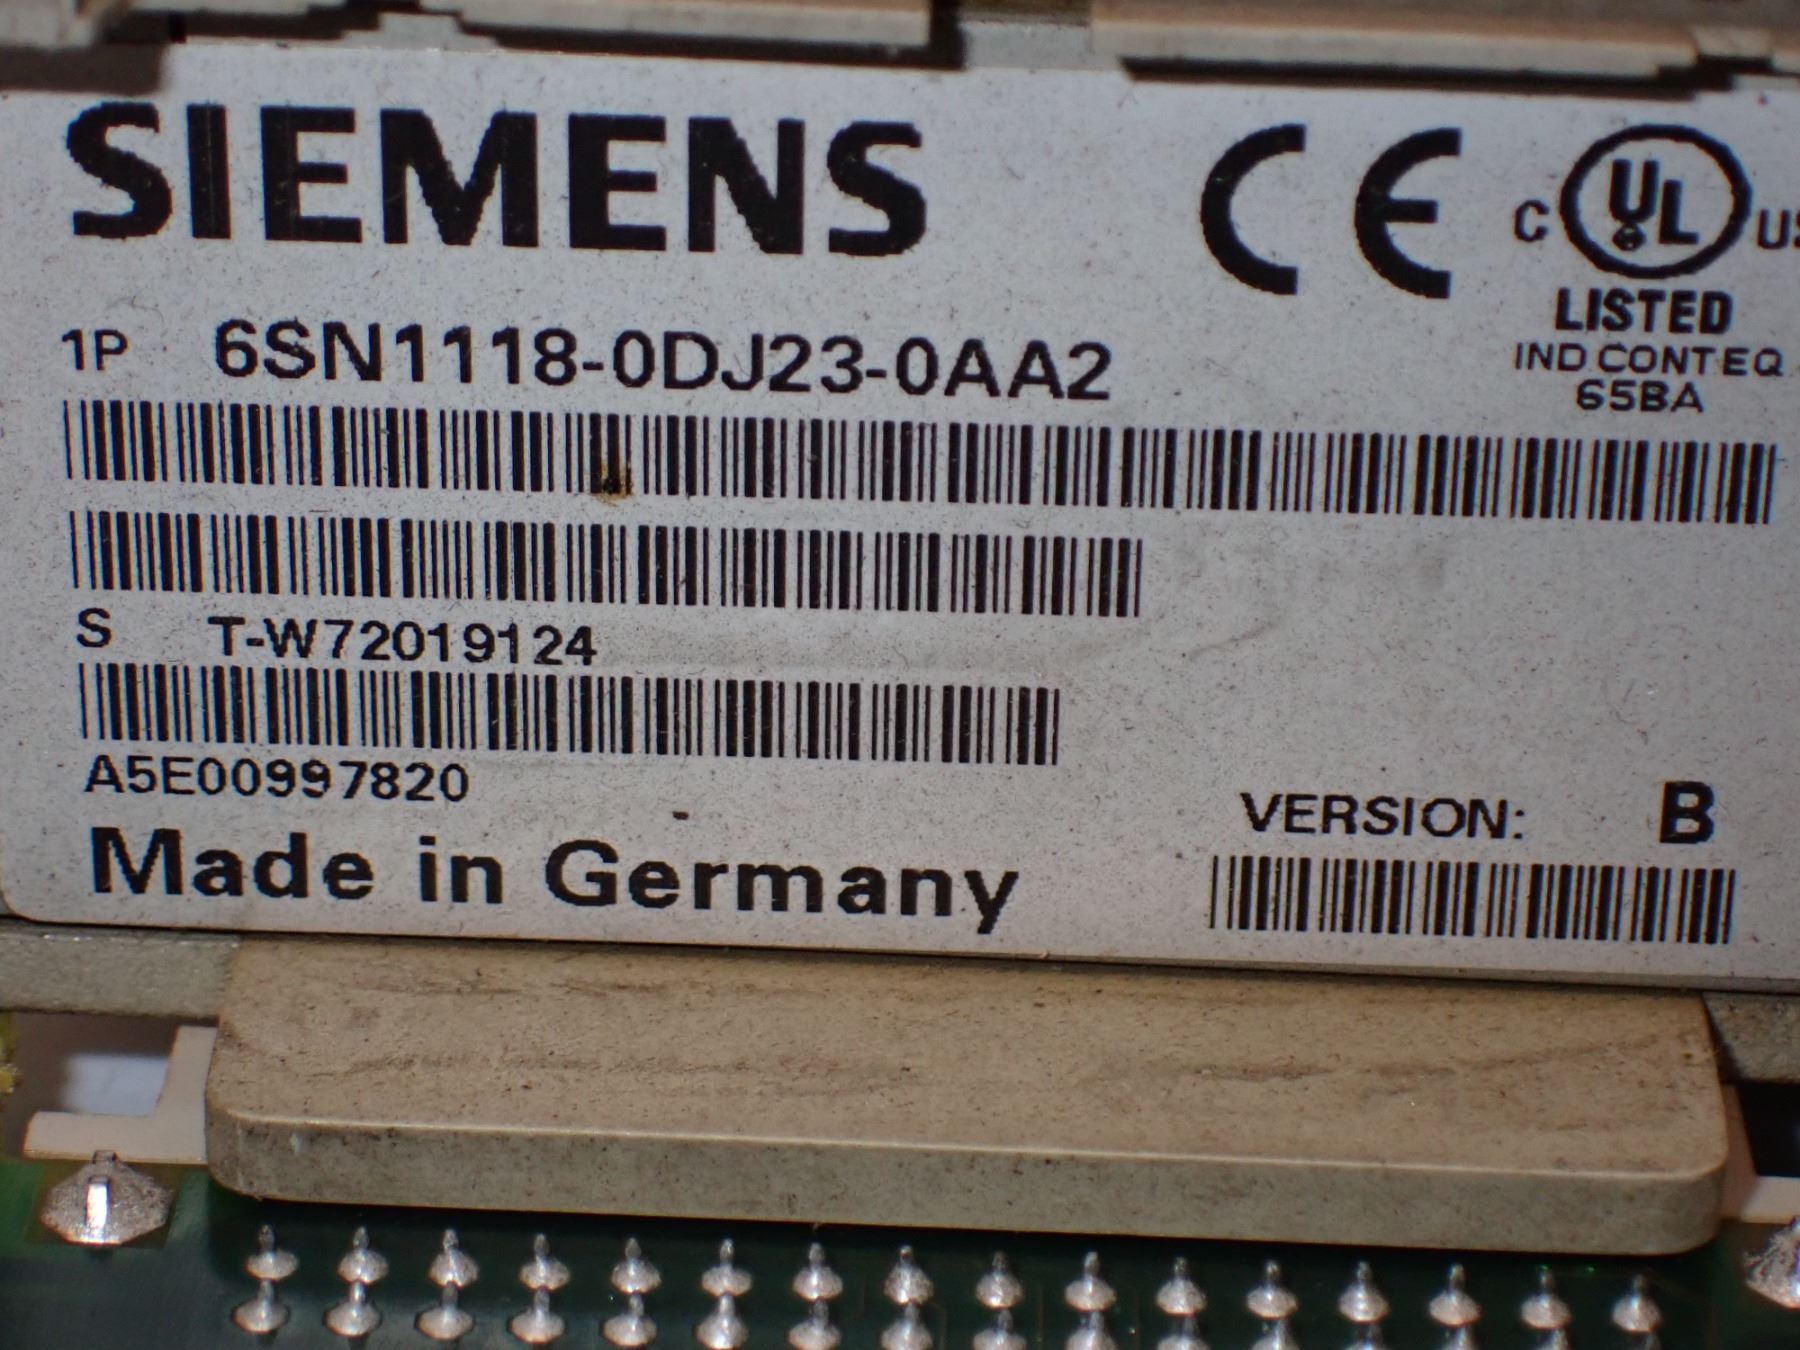 SIEMENS
CE
C UL US
LISTED
IND.CONT.EQ
65BA
1P 6SN1118-0DJ23-0AA2
S T-W72019124
A5E00997820
VERSION: B
Made in Germany